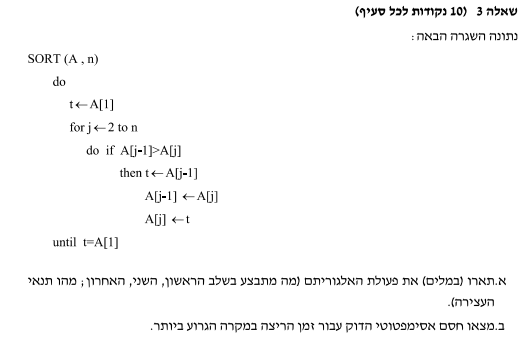 שאלה 3 (10 נקודות לכל סעיף)
נתונה השגרה הבאה:
SORT (A , n)
do
t←A[1]
for j←2 to n
do if A[j-1]>A[j]
then t←A[j-1]
A[j-1] ←A[j]
A[j] ←t
until t=A[1]
א.תארו (במלים) את פעולת האלגוריתם (מה מתבצע בשלב הראשון, השני, האחרון; מהו תנאי
העצירה).
ב.מצאו חסם אסימפטוטי הדוק עבור זמן הריצה במקרה הגרוע ביותר.